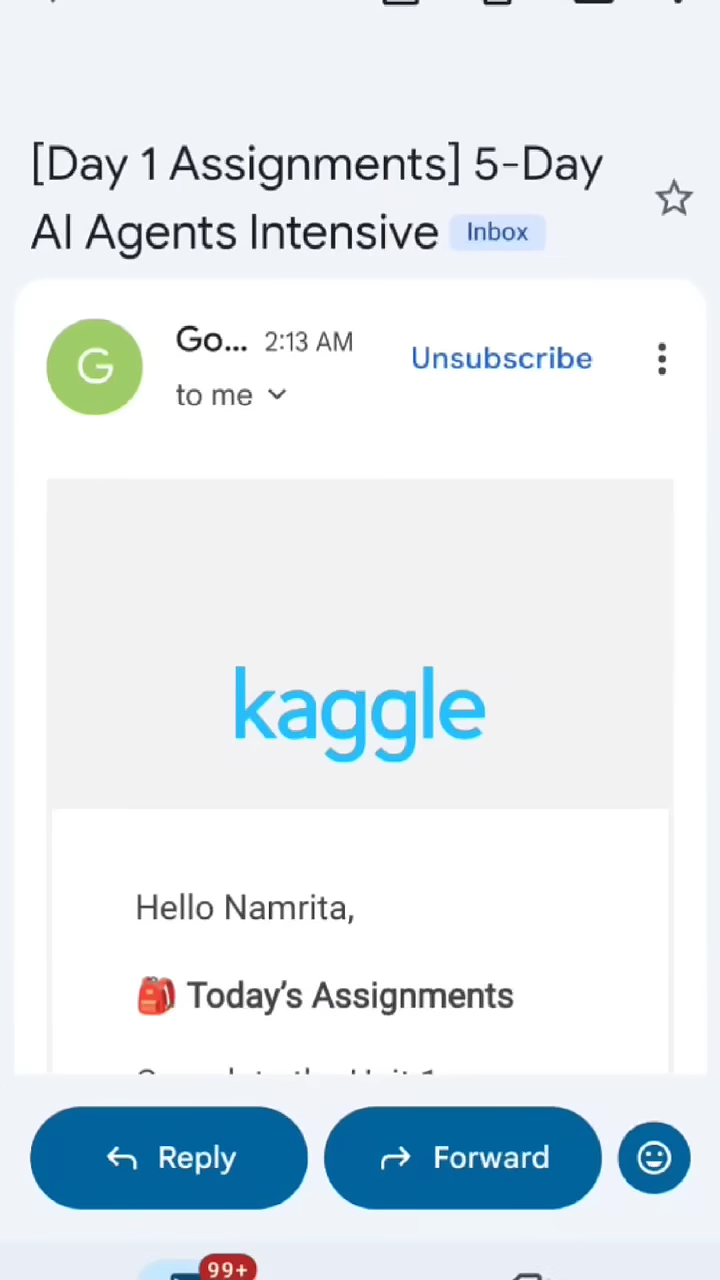 [Day 1 Assignments] 5-Day
AI Agents Intensive Inbox
G
Go... 2:13 AM
Unsubscribe
to me
kaggle
Hello Namrita,
🎒 Today's Assignments
Reply
Forward
99+